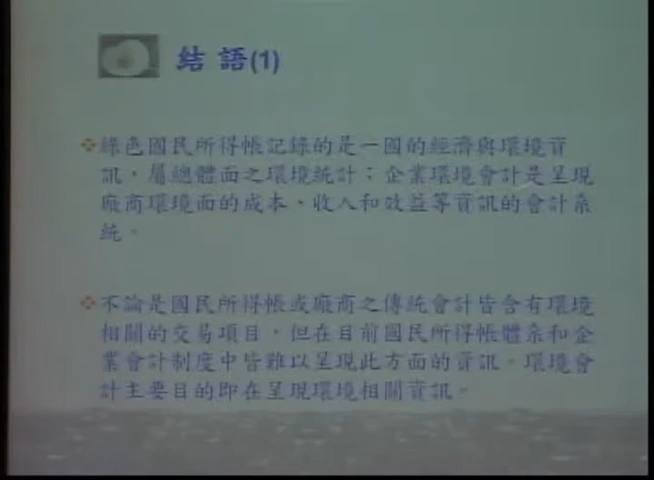 結 語(1)
❖綠色國民所得帳記錄的是一國的經濟與環境資
訊，屬總體面之環境統計；企業環境會計是呈現
廠商環境面的成本、收入和效益等資訊的會計系
統。
❖不論是國民所得帳或廠商之傳統會計皆含有環境
相關的交易項目，但在目前國民所得帳體系和企
業會計制度中皆難以呈現此方面的資訊。環境會
計主要目的即在呈現環境相關資訊。